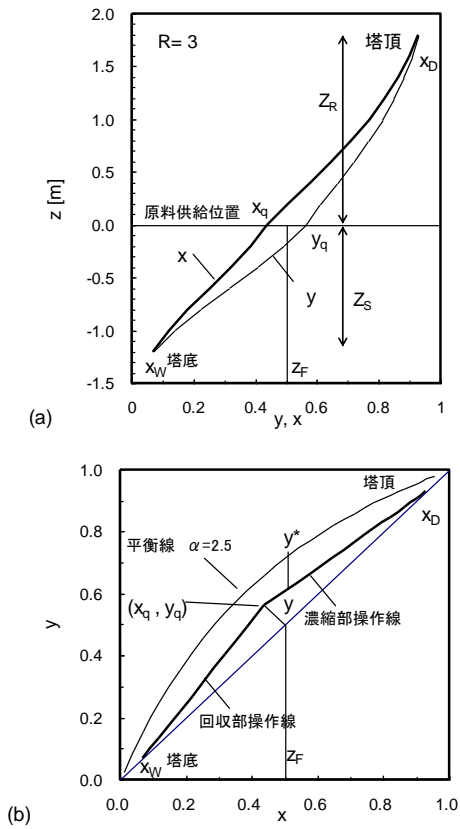 2.0
1.5
1.0
0.5
0.0
-0.5
-1.0
-1.5
z [m]
R= 3
塔頂
x_D
Z_R
原料供給位置
x_q
y_q
x
y
Z_S
x_W 塔底
z_F
0 0.2 0.4 0.6 0.8 1
y, x
(a)
1.0
0.8
0.6
0.4
0.2
0.0
y
塔頂
x_D
平衡線 α=2.5
y*
(x_q , y_q)
y
濃縮部操作線
回収部操作線
x_W 塔底
z_F
0.0 0.2 0.4 0.6 0.8 1.0
x
(b)